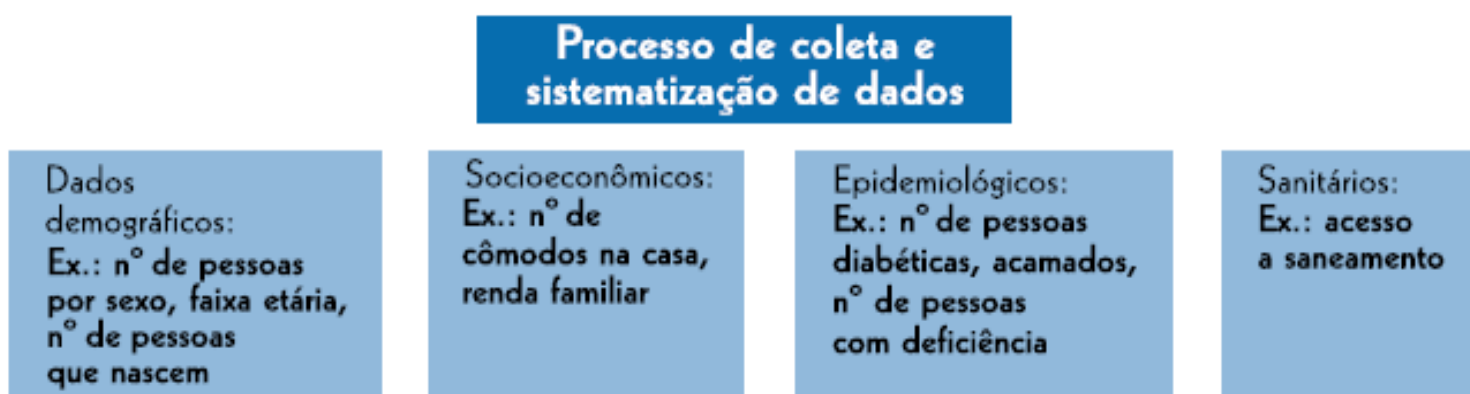 Processo de coleta e
sistematização de dados
Dados
demográficos:
Ex.: nº de pessoas
por sexo, faixa etária,
nº de pessoas
que nascem
Socioeconômicos:
Ex.: nº de
cômodos na casa,
renda familiar
Epidemiológicos:
Ex.: nº de pessoas
diabéticas, acamados,
nº de pessoas
com deficiência
Sanitários:
Ex.: acesso
a saneamento